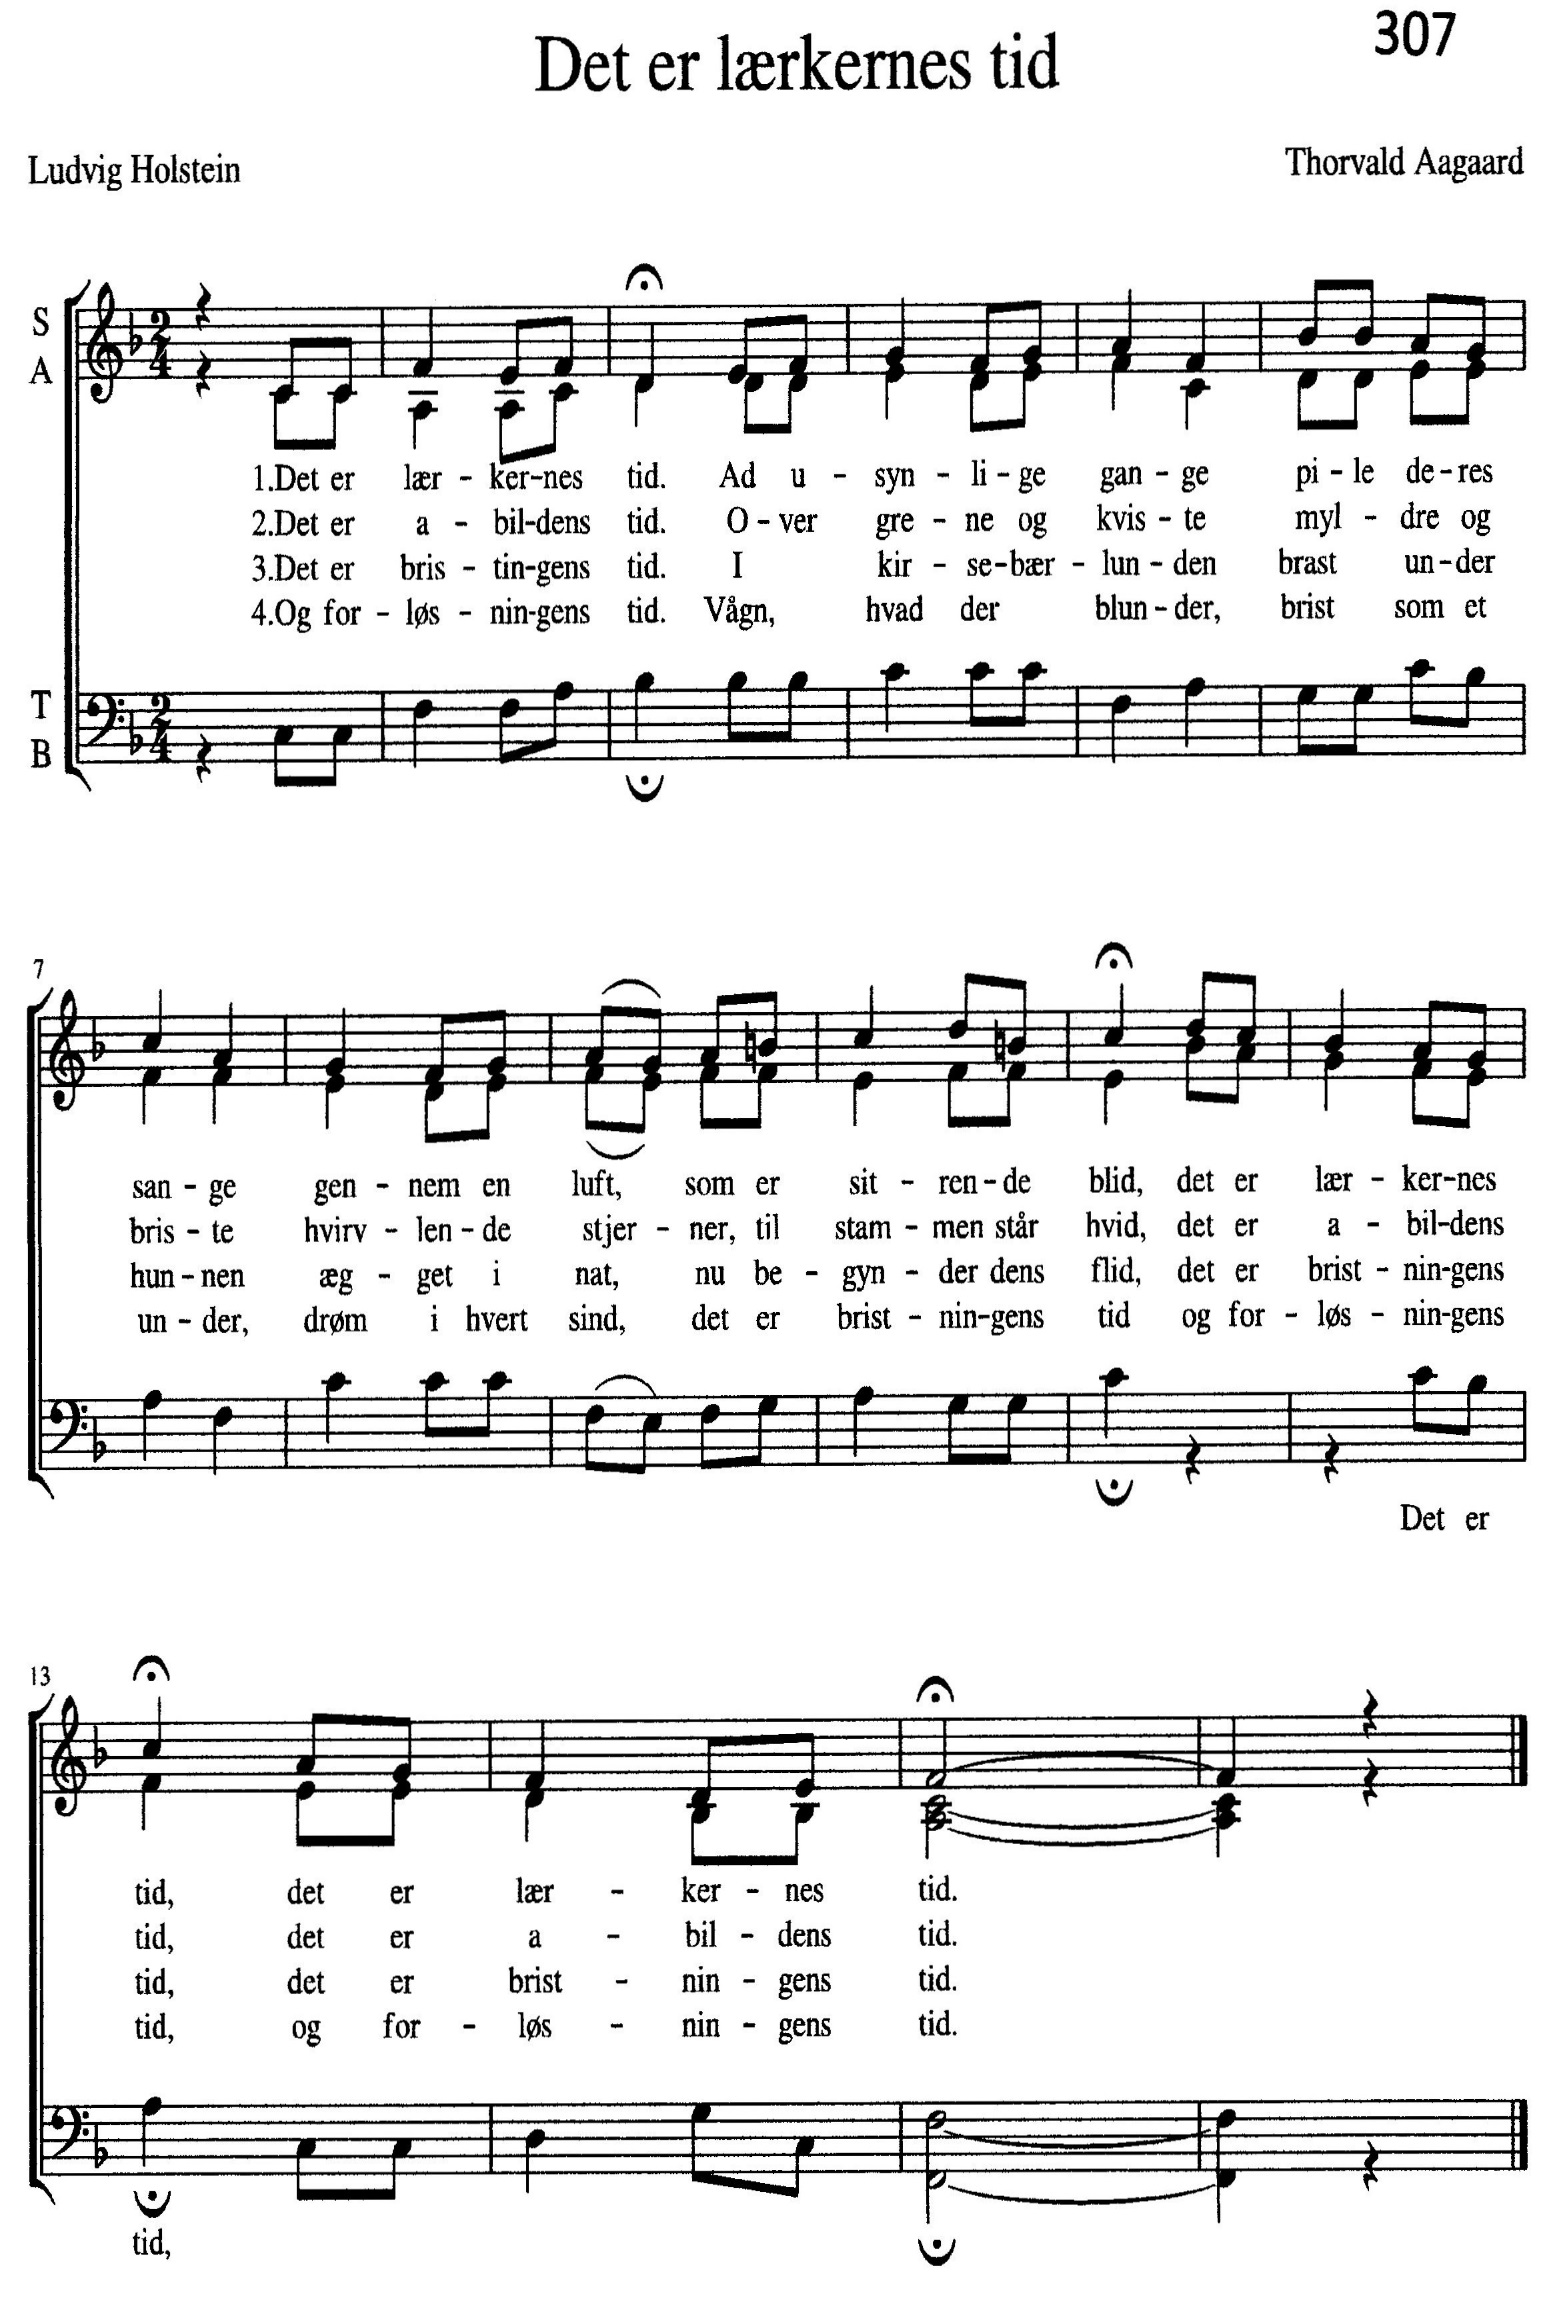 307
Det er lærkernes tid
Ludvig Holstein
Thorvald Aagaard
S
A
1.Det er lær - ker-nes tid. Ad u - syn - li - ge gan - ge pi - le de - res
2.Det er a - bil-dens tid. O - ver gre - ne og kvis - te myl - dre og
3.Det er bris - tin-gens tid. I kir - se-bær - lun - den brast un - der
4.Og for - løs - nin-gens tid. Vågn, hvad der blun - der, brist som et
T
B
7
san - ge gen - nem en luft, som er sit - ren - de blid, det er lær - ker-nes
bris - te hvirv - len - de stjer - ner, til stam - men står hvid, det er a - bil-dens
hun - nen æg - get i nat, nu be - gyn - der dens flid, det er brist - nin-gens
un - der, drøm i hvert sind, det er brist - nin-gens tid og for - løs - nin-gens
Det er
13
tid, det er lær - ker - nes tid.
tid, det er a - bil - dens tid.
tid, det er brist - nin - gens tid.
tid, og for - løs - nin - gens tid.
tid,